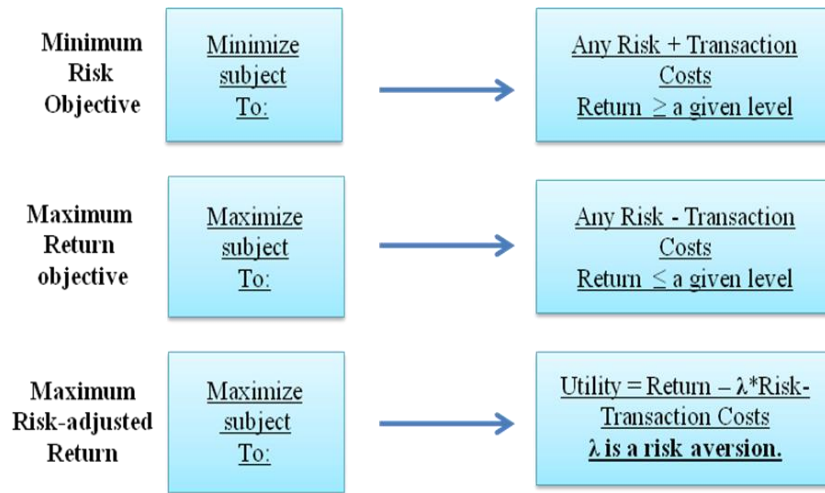 Minimum
Risk
Objective
Minimize
subject
To:
Any Risk + Transaction
Costs
Return ≥ a given level
Maximum
Return
objective
Maximize
subject
To:
Any Risk - Transaction
Costs
Return ≤ a given level
Maximum
Risk-adjusted
Return
Maximize
subject
To:
Utility = Return – λ*Risk-
Transaction Costs
λ is a risk aversion.